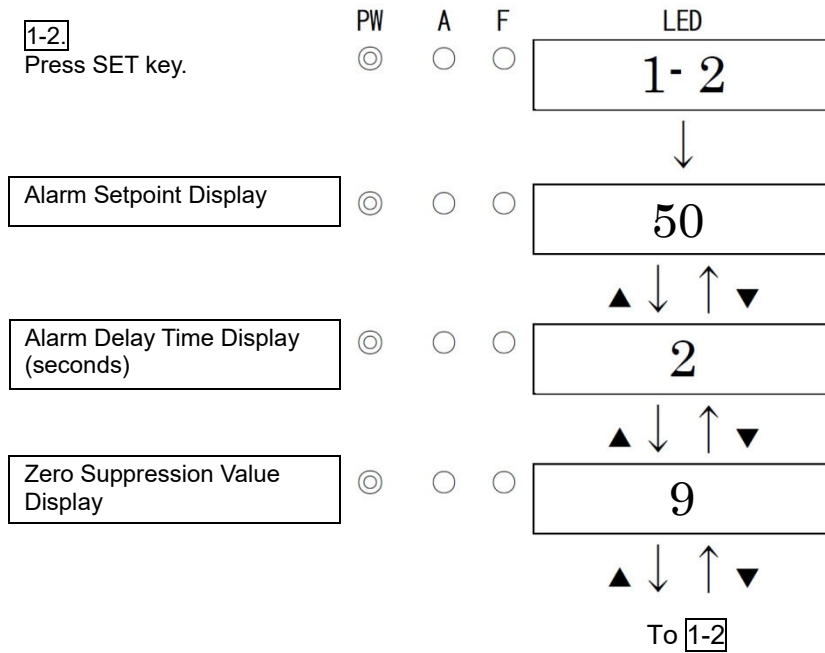 PW A F LED
1-2.
Press SET key.
1- 2
↓
Alarm Setpoint Display
50
▲ ↓ ↑ ▼
Alarm Delay Time Display
(seconds)
2
▲ ↓ ↑ ▼
Zero Suppression Value
Display
9
▲ ↓ ↑ ▼
To 1-2